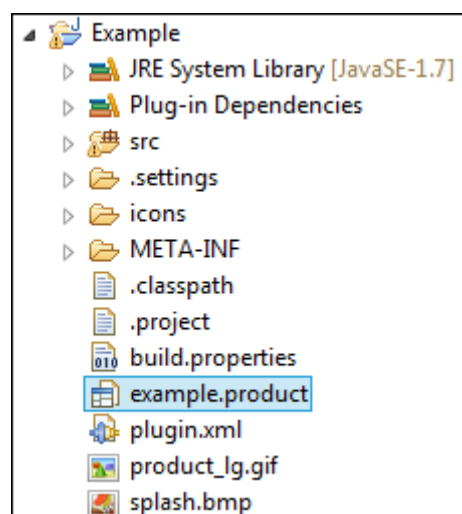 Example
JRE System Library [JavaSE-1.7]
Plug-in Dependencies
src
.settings
icons
META-INF
.classpath
.project
010 build.properties
example.product
plugin.xml
product_lg.gif
splash.bmp